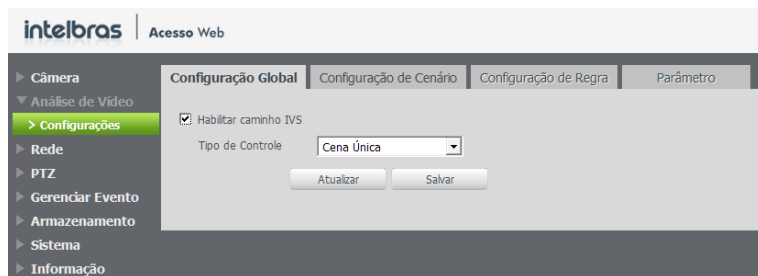 intelbras
Acesso Web
Câmera
Análise de Vídeo
> Configurações
Rede
PTZ
Gerenciar Evento
Armazenamento
Sistema
Informação
Configuração Global
Configuração de Cenário
Configuração de Regra
Parâmetro
Habilitar caminho IVS
Tipo de Controle
Cena Única
Atualizar
Salvar